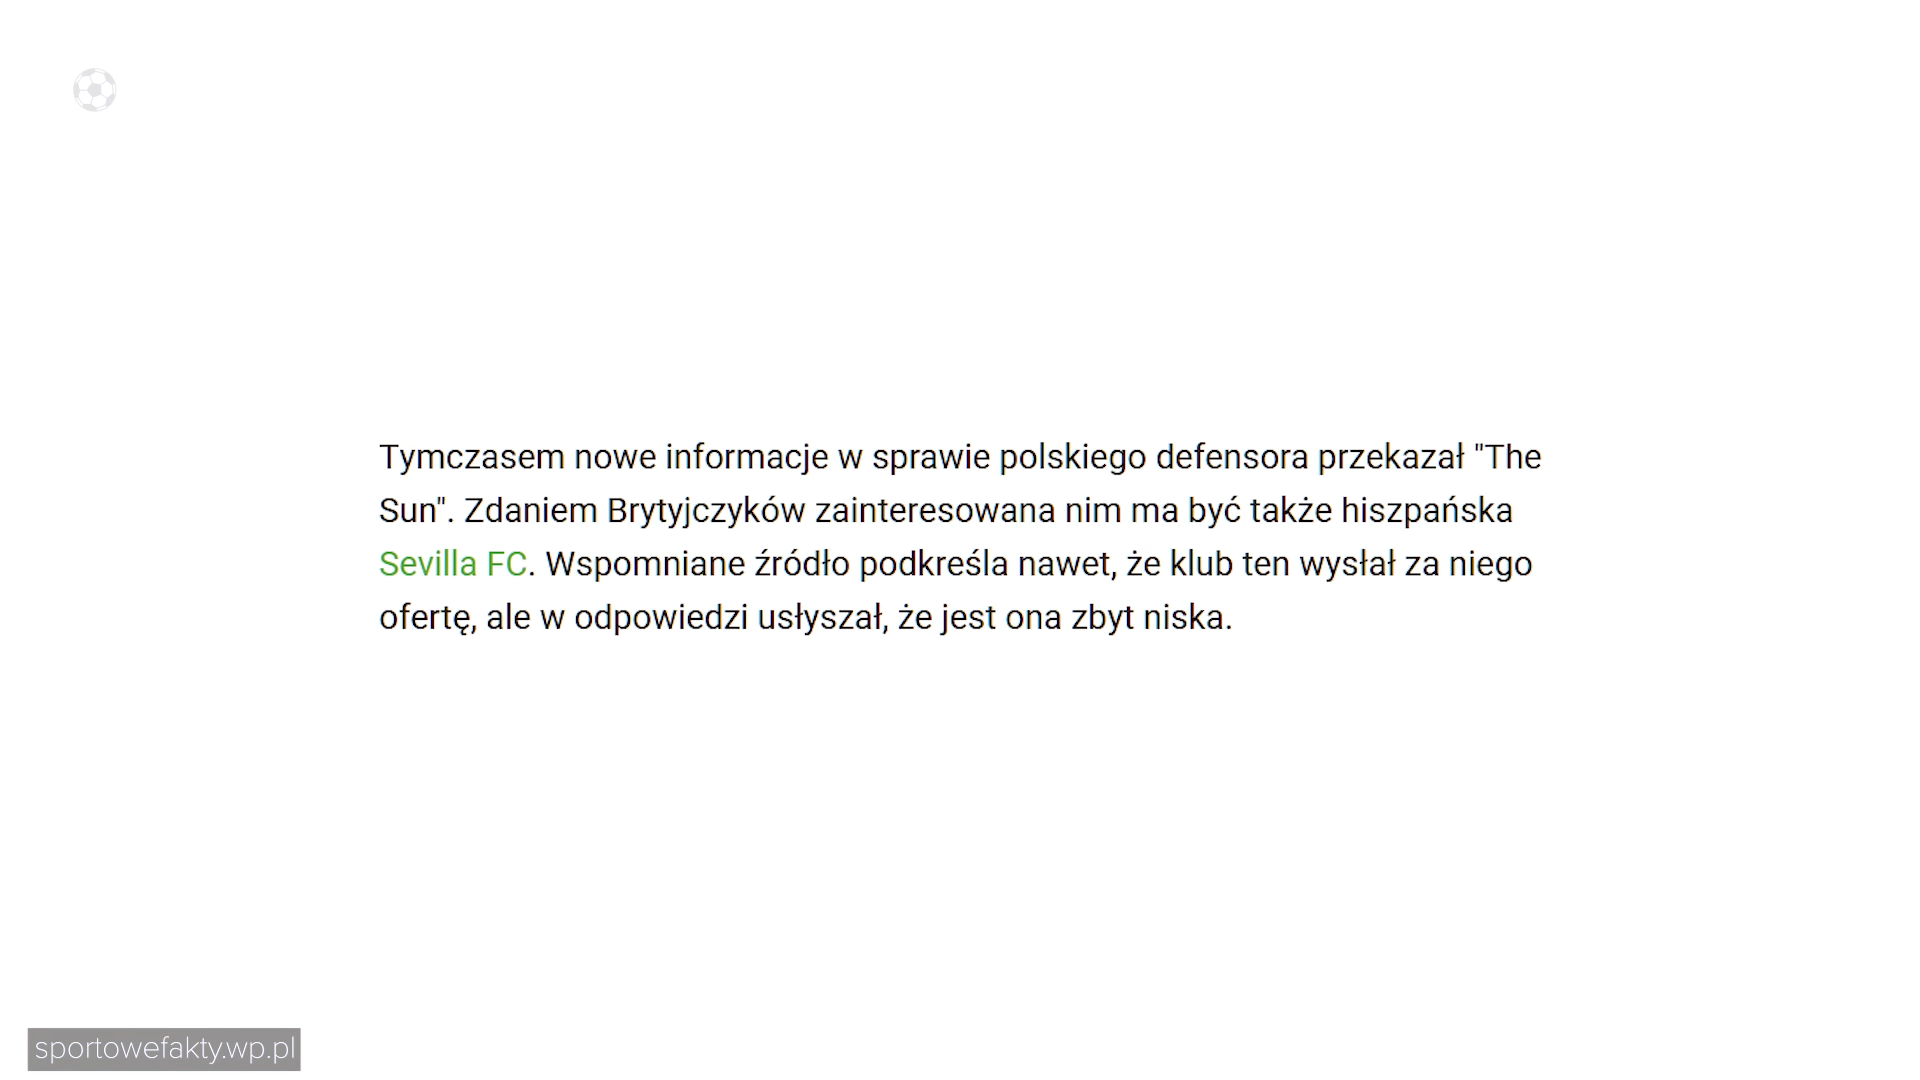 Tymczasem nowe informacje w sprawie polskiego defensora przekazał "The
Sun". Zdaniem Brytyjczyków zainteresowana nim ma być także hiszpańska
Sevilla FC. Wspomniane źródło podkreśla nawet, że klub ten wysłał za niego
ofertę, ale w odpowiedzi usłyszał, że jest ona zbyt niska.
sportowefakty.wp.pl